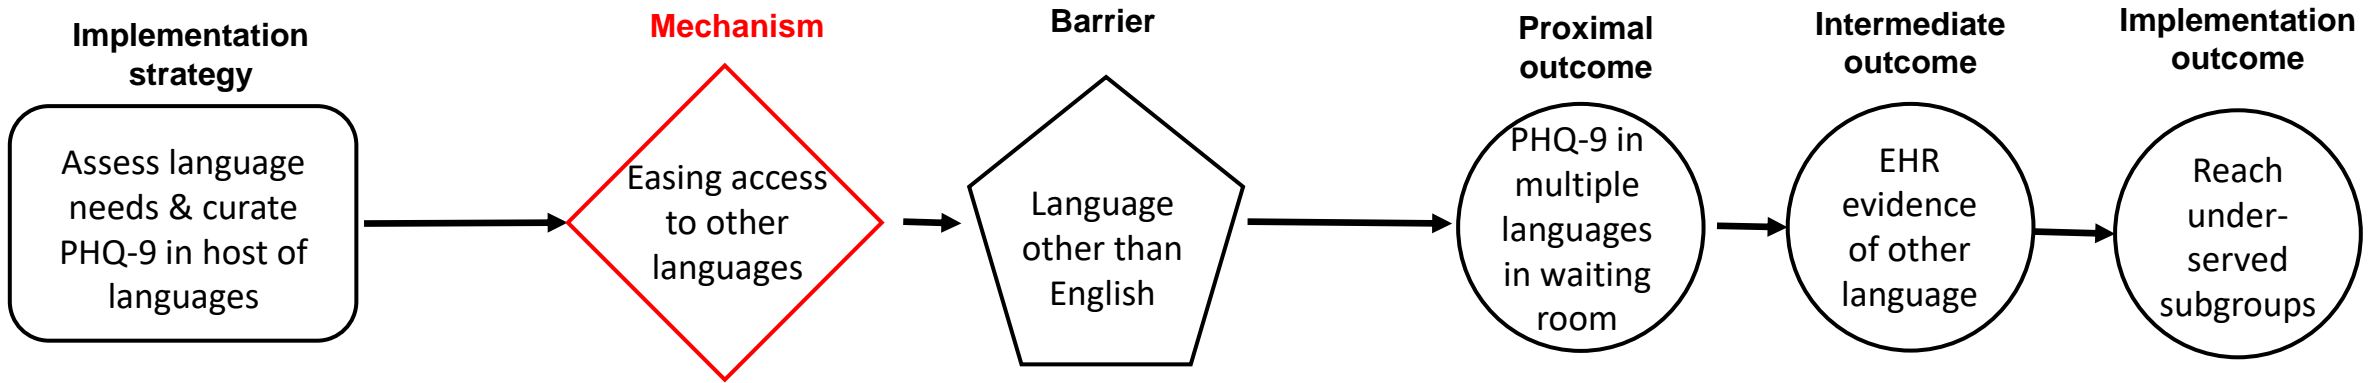 Implementation
strategy
Assess language
needs & curate
PHQ-9 in host of
languages
Mechanism
Easing access
to other
languages
Barrier
Language
other than
English
Proximal
outcome
PHQ-9 in
multiple
languages
in waiting
room
Intermediate
outcome
EHR
evidence
of other
language
Implementation
outcome
Reach
under-
served
subgroups